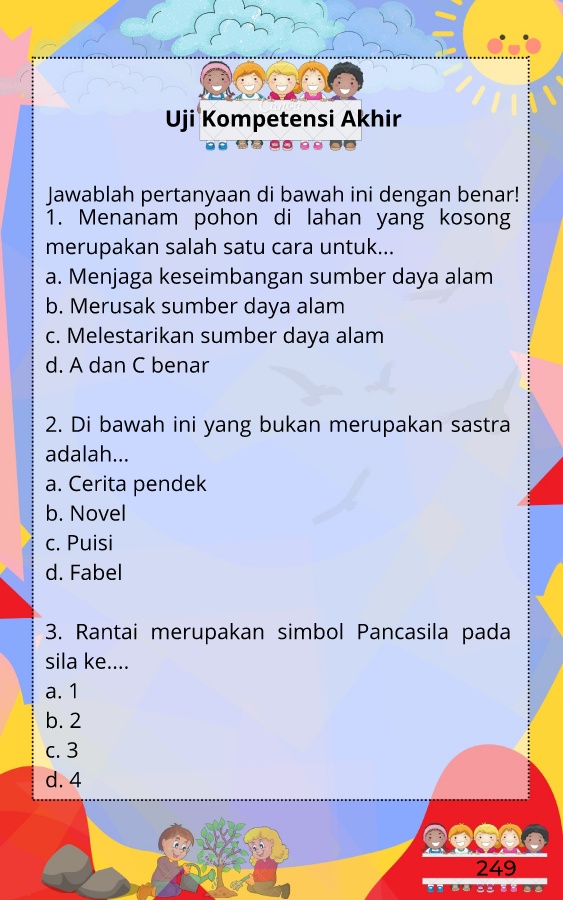 Uji Kompetensi Akhir
Jawablah pertanyaan di bawah ini dengan benar!
1. Menanam pohon di lahan yang kosong
merupakan salah satu cara untuk...
a. Menjaga keseimbangan sumber daya alam
b. Merusak sumber daya alam
c. Melestarikan sumber daya alam
d. A dan C benar
2. Di bawah ini yang bukan merupakan sastra
adalah...
a. Cerita pendek
b. Novel
c. Puisi
d. Fabel
3. Rantai merupakan simbol Pancasila pada
sila ke....
a. 1
b. 2
c. 3
d. 4
249